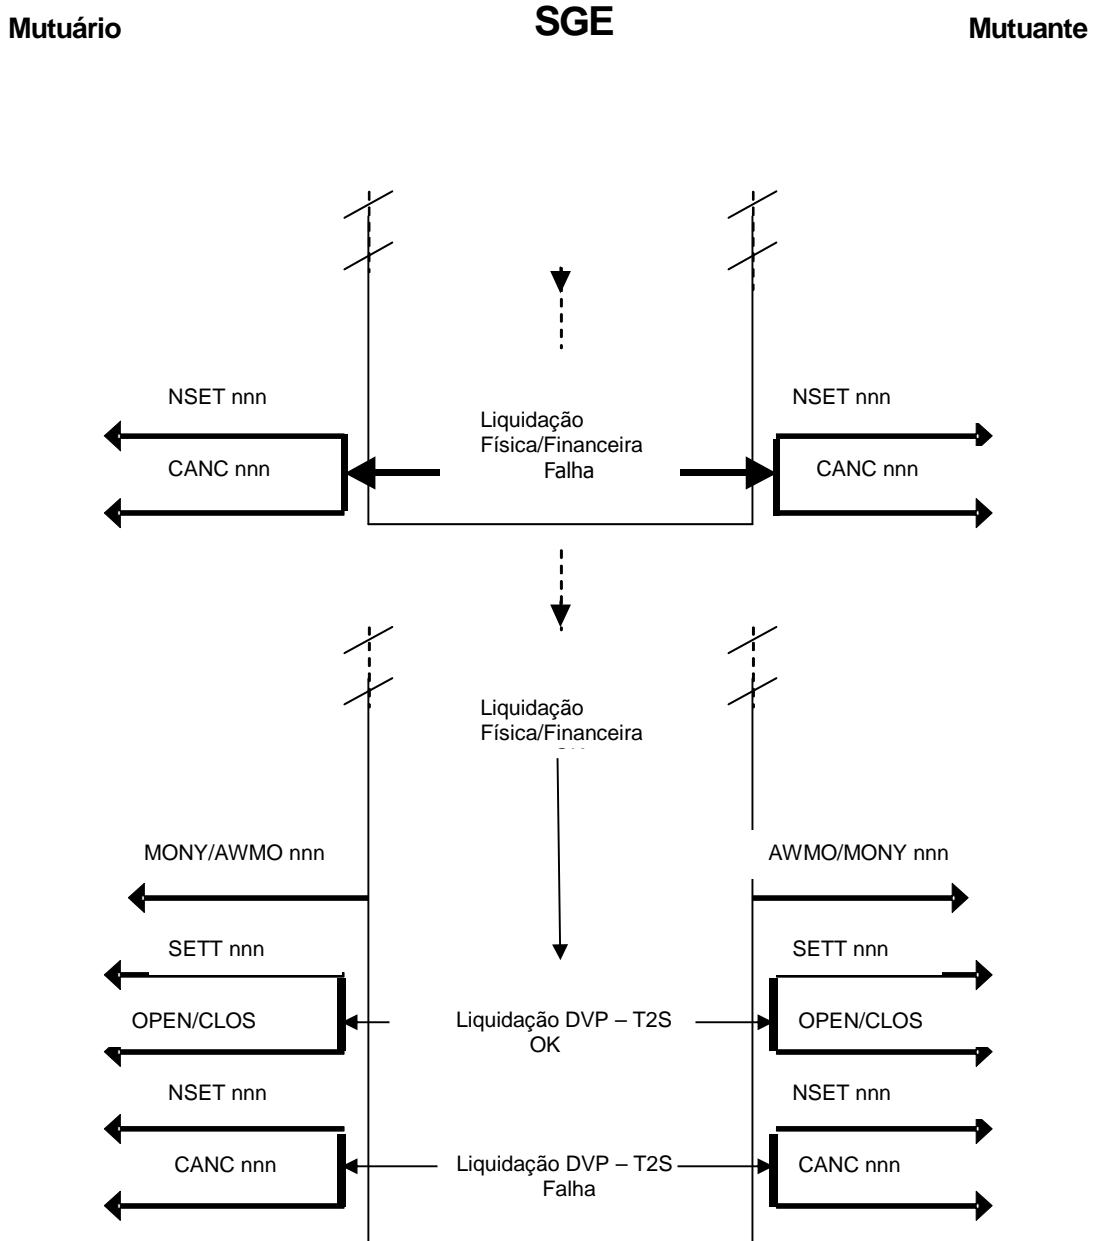 Mutuário SGE Mutuante
NSET nnn NSET nnn
Liquidação
Física/Financeira
Falha
CANC nnn CANC nnn
Liquidação
Física/Financeira
MONY/AWMO nnn AWMO/MONY nnn
SETT nnn SETT nnn
OPEN/CLOS Liquidação DVP – T2S OPEN/CLOS
OK
NSET nnn NSET nnn
CANC nnn Liquidação DVP – T2S CANC nnn
Falha